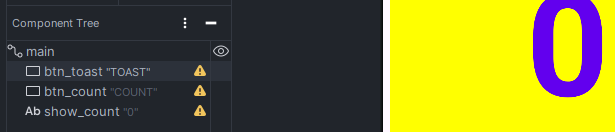 Component Tree
main
btn_toast "TOAST"
btn_count "COUNT"
Ab show_count "0"
0